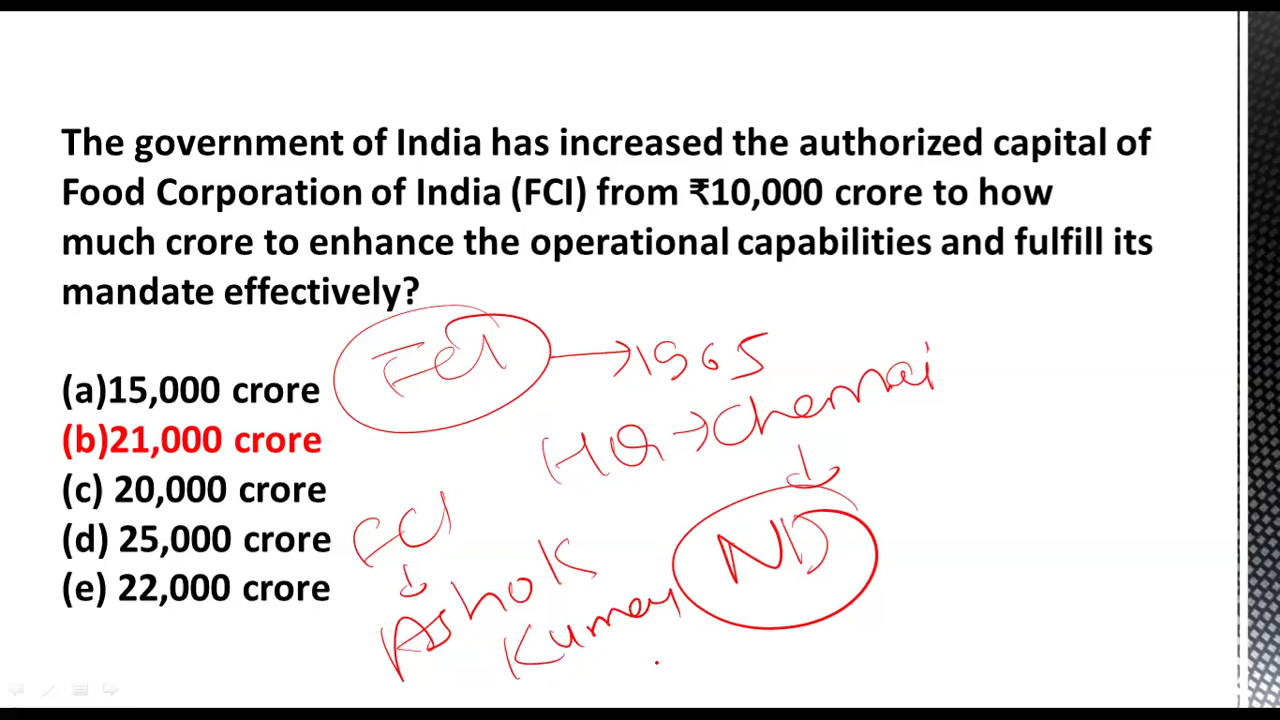 The government of India has increased the authorized capital of
Food Corporation of India (FCI) from ₹10,000 crore to how
much crore to enhance the operational capabilities and fulfill its
mandate effectively?
FCI → 1965
(a)15,000 crore
HQ → Chennai
(b)21,000 crore
(c) 20,000 crore
FCI
ND
(d) 25,000 crore
Ashok
(e) 22,000 crore
Kumar